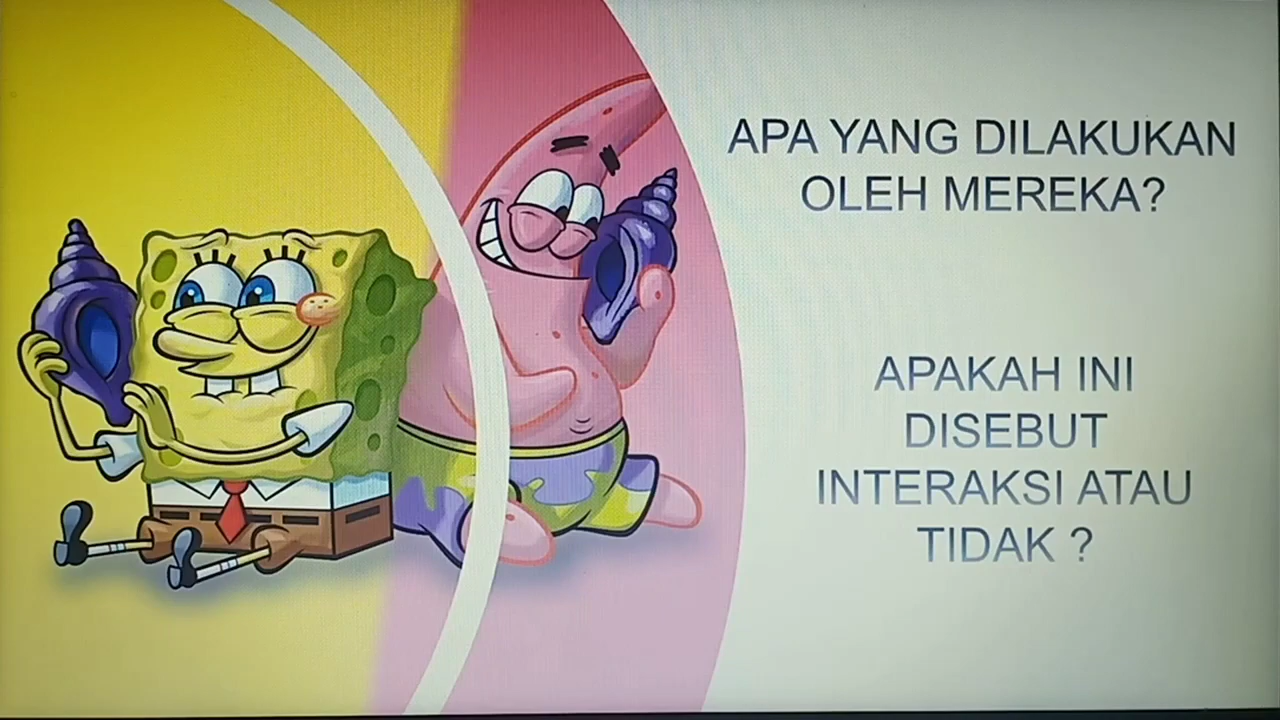 APA YANG DILAKUKAN
OLEH MEREKA?
APAKAH INI
DISEBUT
INTERAKSI ATAU
TIDAK ?